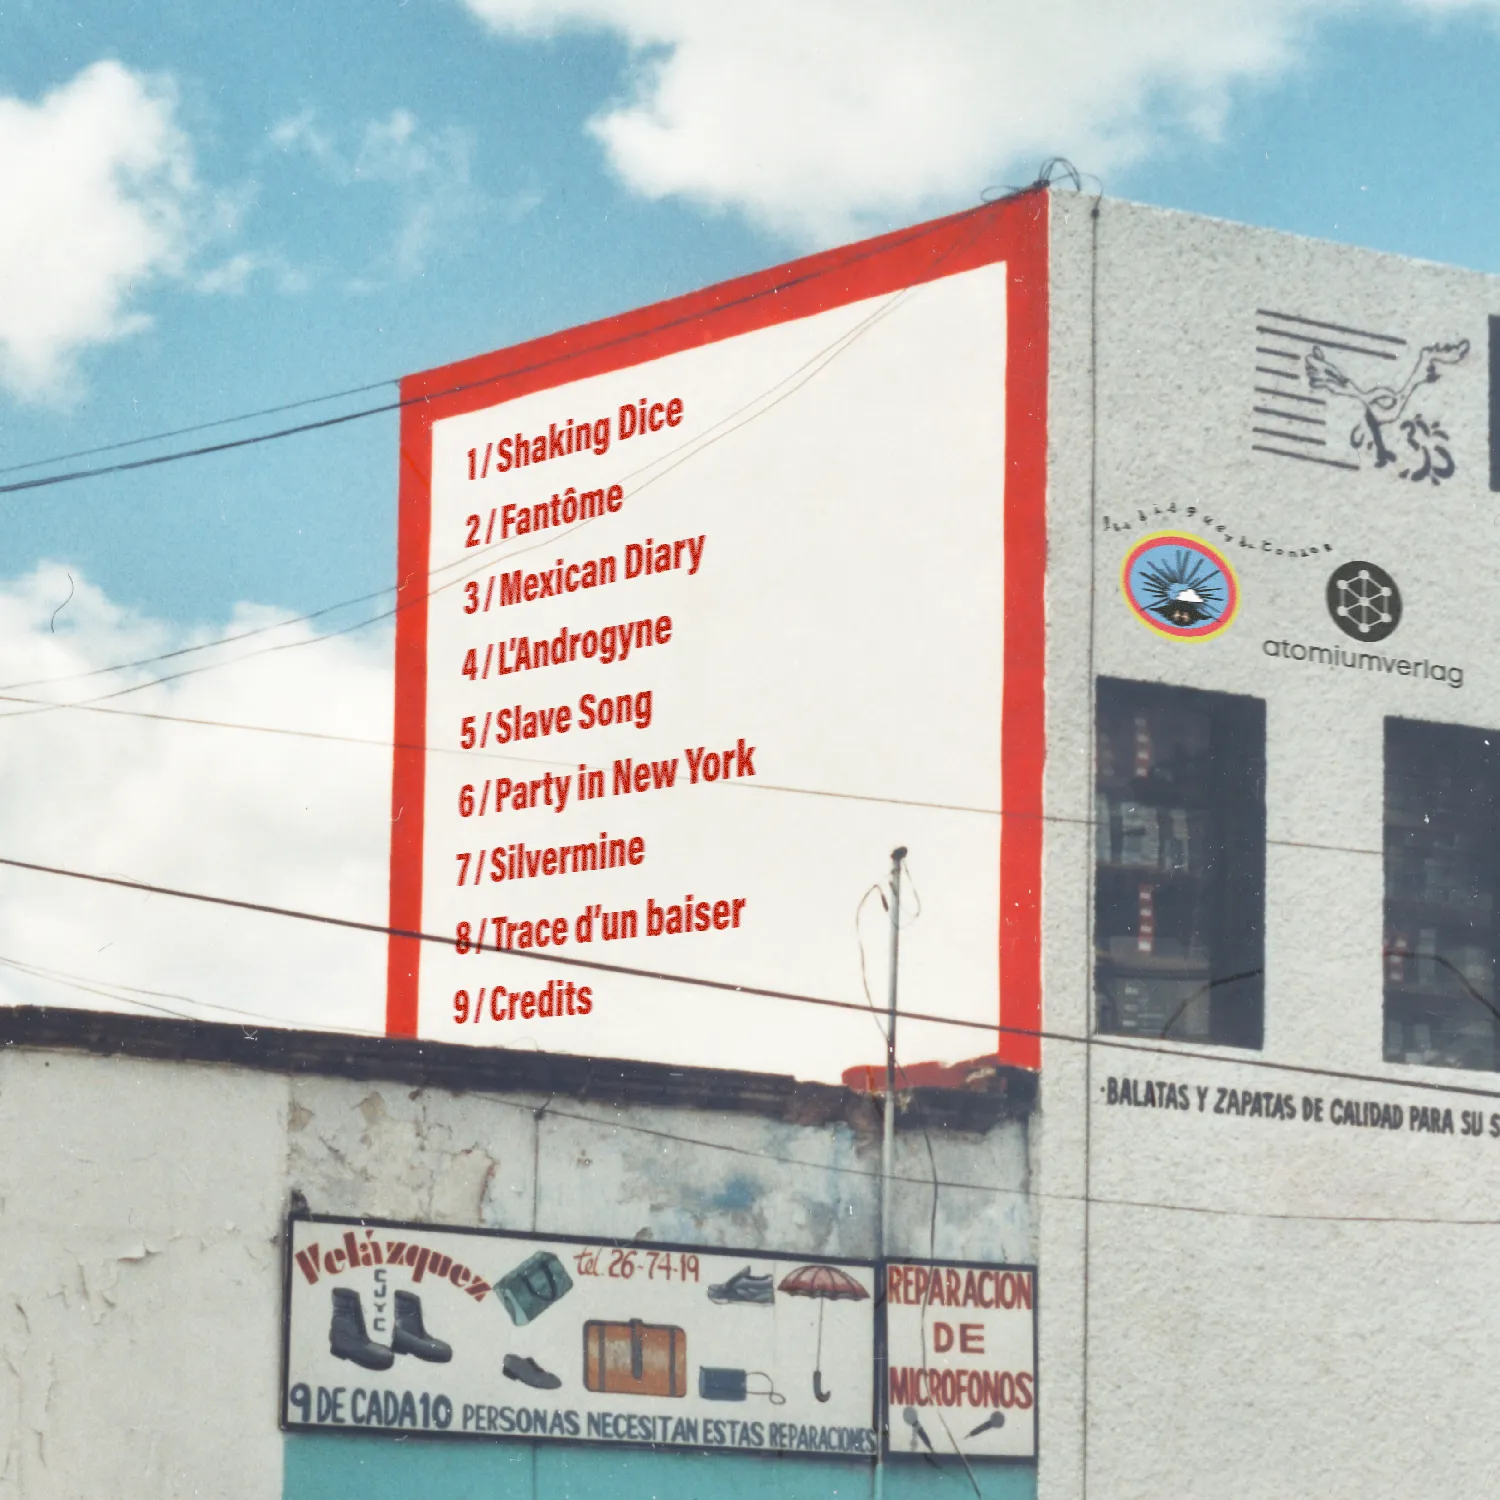 1/Shaking Dice
2/Fantôme
3/Mexican Diary
4/L'Androgyne
5/Slave Song
6/Party in New York
7/Silvermine
8/Trace d'un baiser
9/Credits
atomiumverlag
·BALATAS Y ZAPATAS DE CALIDAD PARA SU S
Velázquez
tel. 26-74-19
9 DE CADA 10 PERSONAS NECESITAN ESTAS REPARACIONES
REPARACION
DE
MICROFONOS